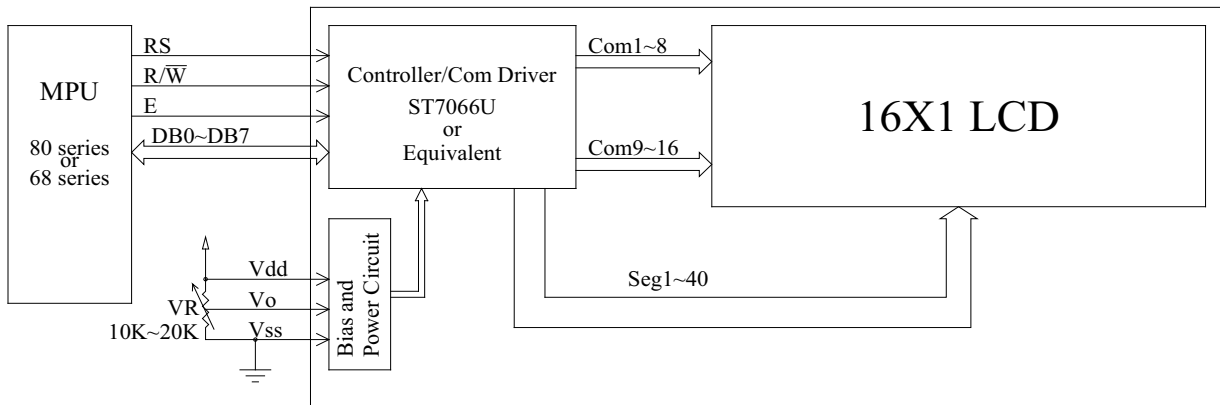 MPU
80 series
or
68 series
RS
R/W̅
E
DB0~DB7
Controller/Com Driver
ST7066U
or
Equivalent
Com1~8
Com9~16
16X1 LCD
Seg1~40
Vdd
Vo
Vss
VR
10K~20K
Bias and
Power Circuit